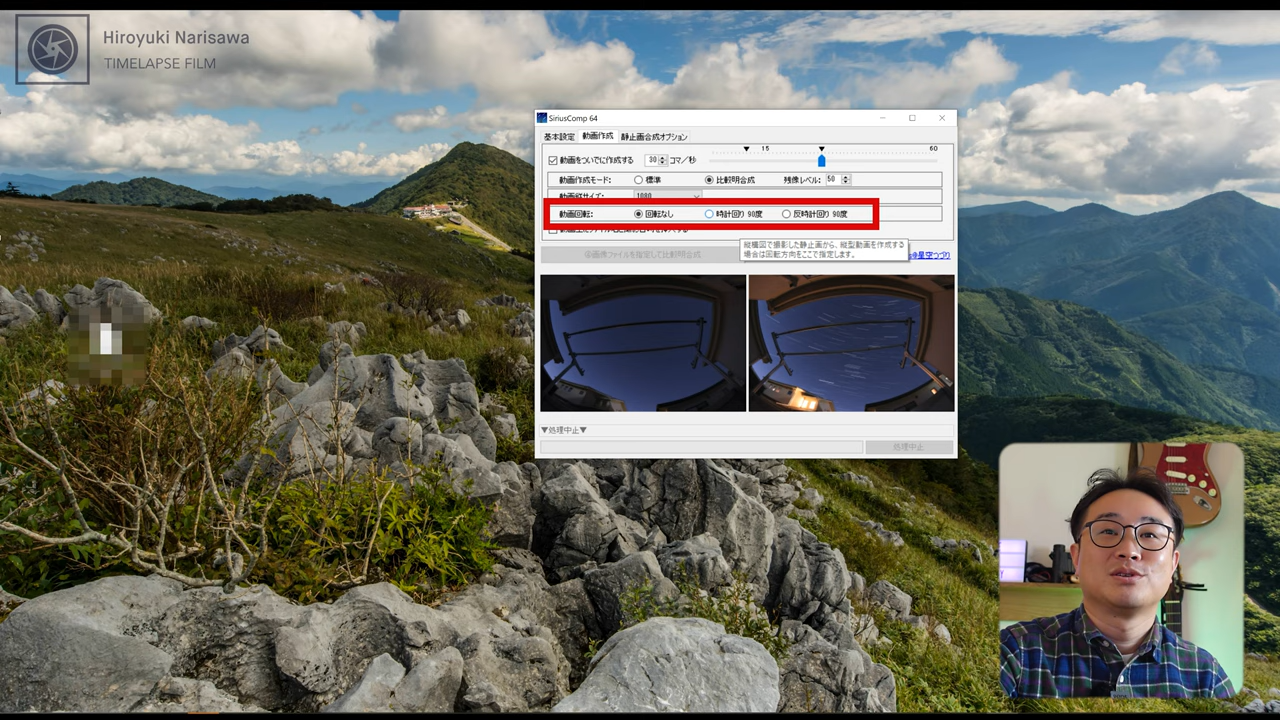 Hiroyuki Narisawa
TIMELAPSE FILM
SiriusComp 64
基本設定 動画作成 静止画合成オプション
動画をついでに作成する 30 コマ/秒 15 60
動画作成モード: 標準 比較明合成 残像レベル: 50
動画縦サイズ: 1080
動画回転: 回転なし 時計回り 90度 反時計回り 90度
縦構図で撮影した静止画から、縦型動画を作成する
場合は回転方向をここで指定します。
@星空つづり
▼処理中止▼
処理中止